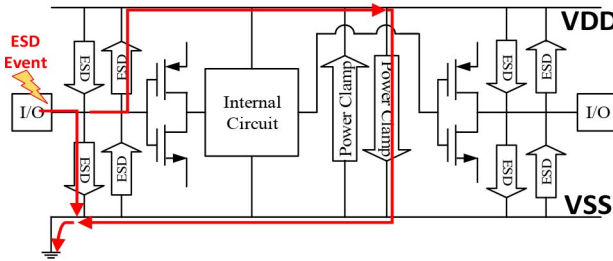 VDD
ESD
Event
ESD
ESD
ESD
ESD
I/O
Internal
Circuit
Power Clamp
Power Clamp
I/O
ESD
ESD
ESD
ESD
VSS